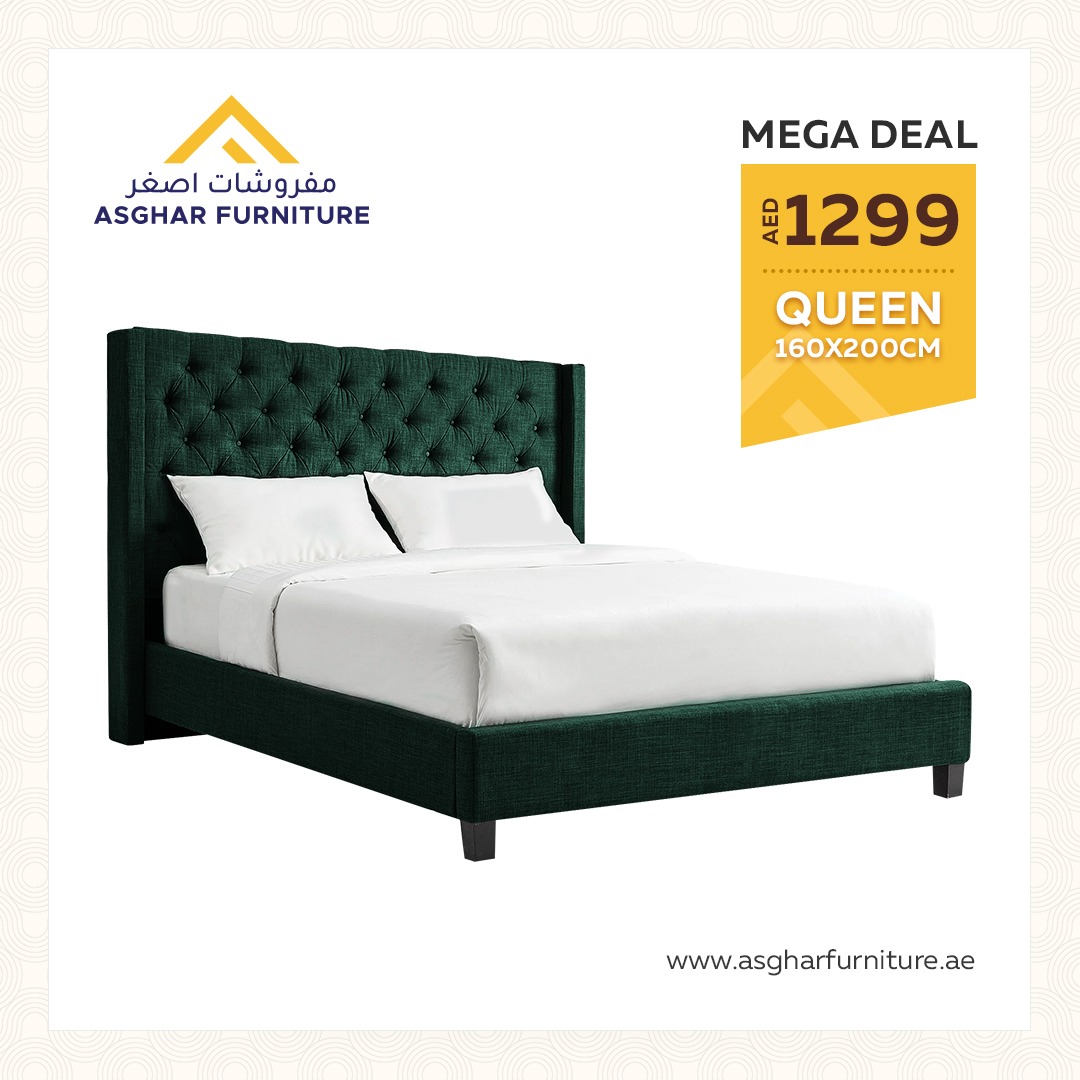 مفروشات اصغر
ASGHAR FURNITURE
MEGA DEAL
AED 1299
QUEEN
160X200CM
www.asgharfurniture.ae